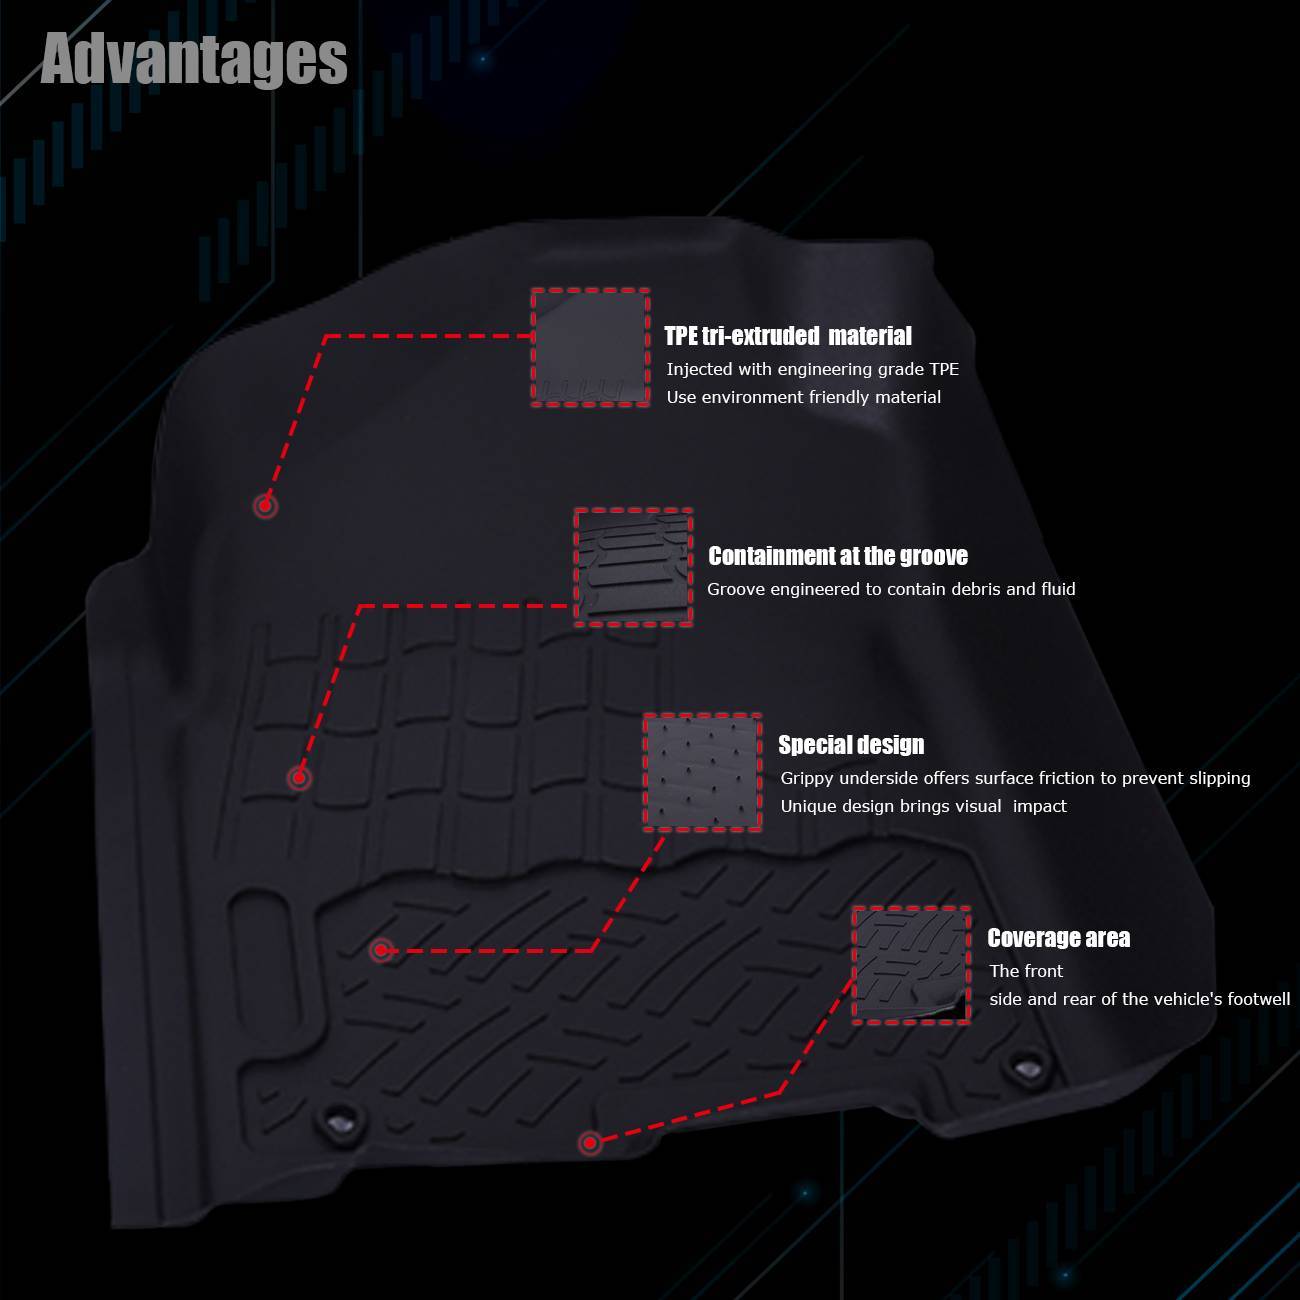 Advantages
TPE tri-extruded  material
Injected with engineering grade TPE
Use environment friendly material
Containment at the groove
Groove engineered to contain debris and fluid
Special design
Grippy underside offers surface friction to prevent slipping
Unique design brings visual  impact
Coverage area
The front
side and rear of the vehicle's footwell